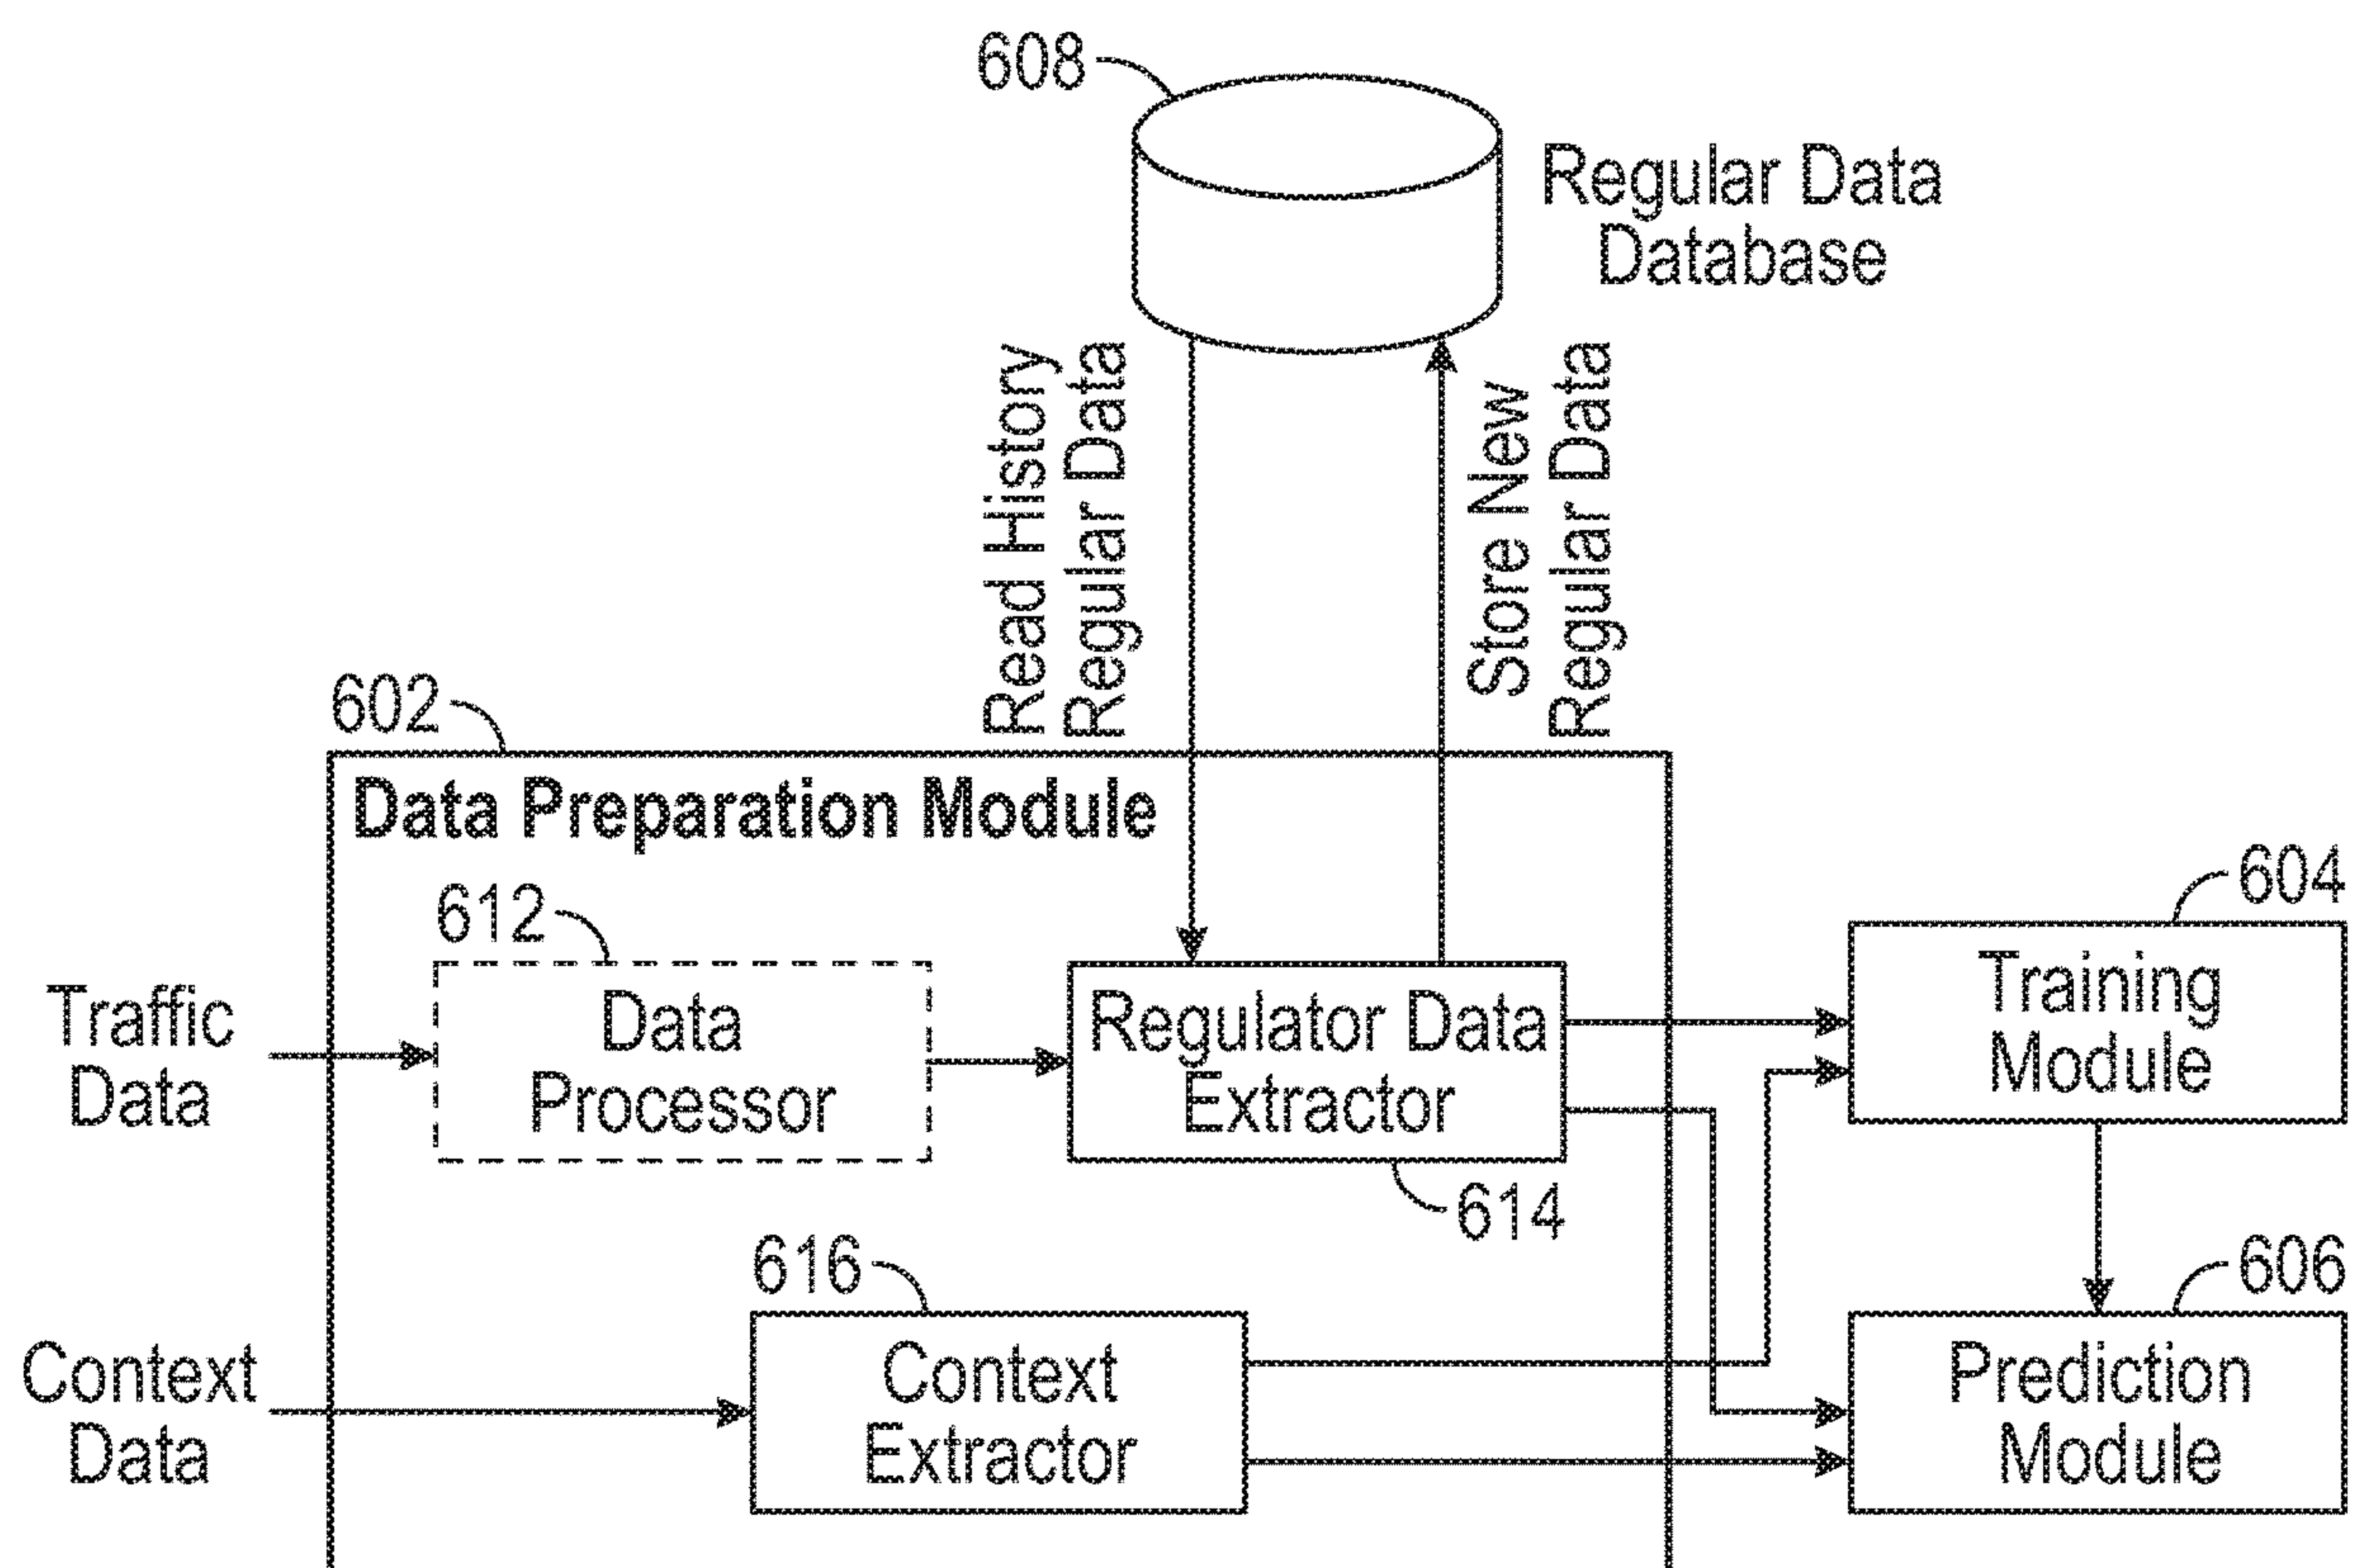 608
Regular Data
Database
Read History
Regular Data
Store New
Regular Data
602
Data Preparation Module
612
604
Traffic
Data
Data
Processor
Regulator Data
Extractor
Training
Module
614
616
606
Context
Data
Context
Extractor
Prediction
Module